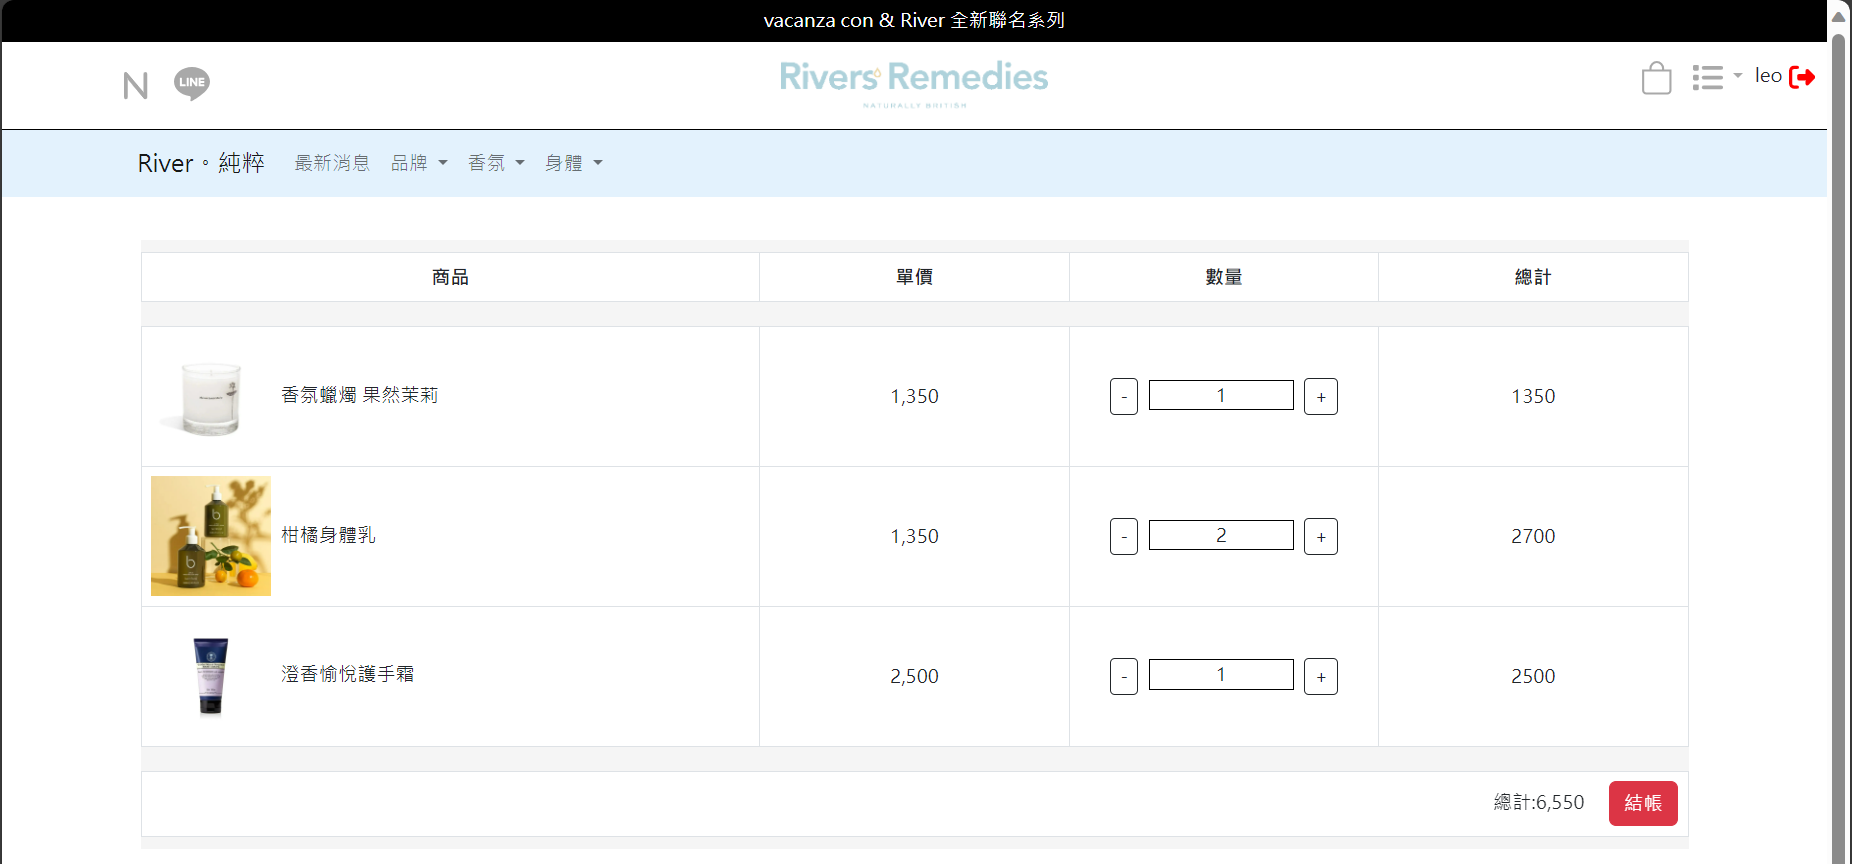 vacanza con & River 全新聯名系列
N LINE Rivers Remedies leo
NATURALLY BRITISH
River。純粹 最新消息 品牌 香氛 身體
商品 單價 數量 總計
香氛蠟燭 果然茉莉 1,350 - 1 + 1350
柑橘身體乳 1,350 - 2 + 2700
澄香愉悅護手霜 2,500 - 1 + 2500
總計:6,550 結帳